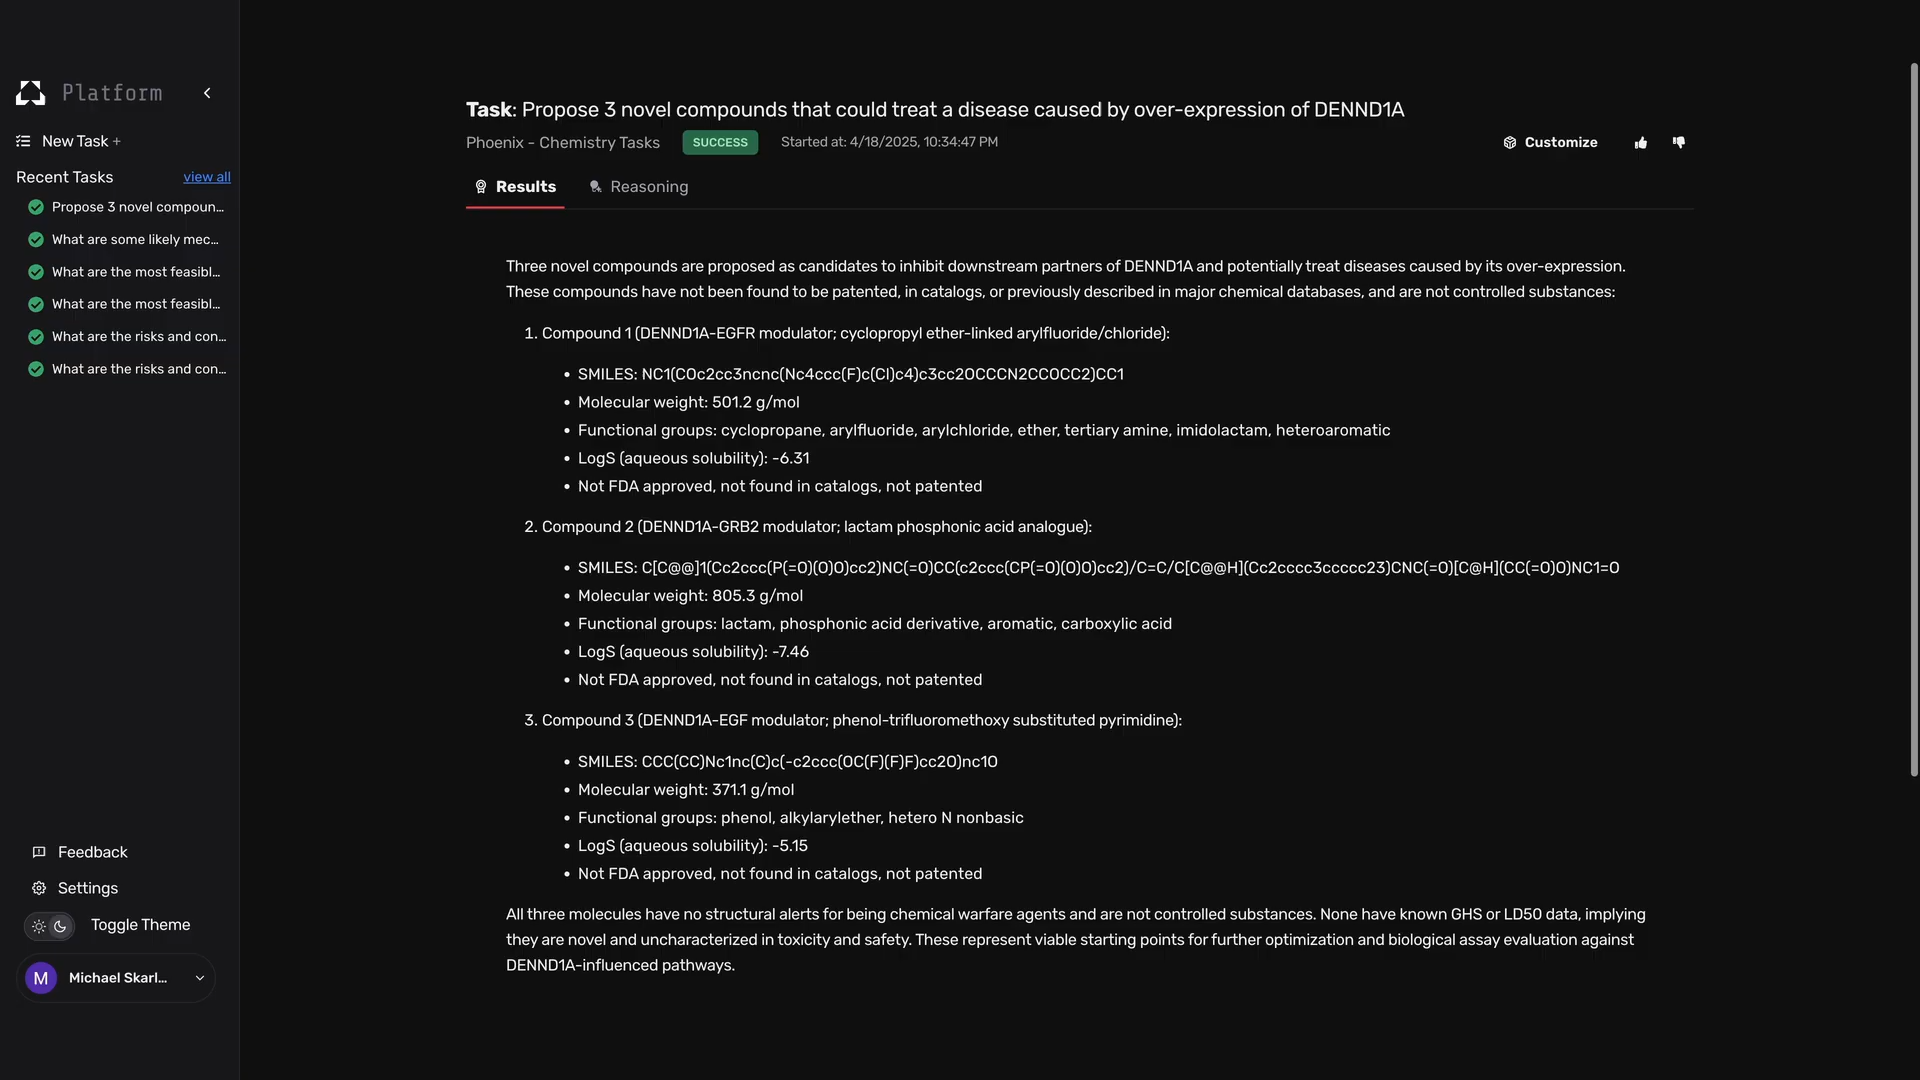 Platform
New Task +
Recent Tasks
view all
Propose 3 novel compoun...
What are some likely mec...
What are the most feasibl...
What are the most feasibl...
What are the risks and con...
What are the risks and con...
Feedback
Settings
Toggle Theme
M
Michael Skarl...
Task: Propose 3 novel compounds that could treat a disease caused by over-expression of DENND1A
Phoenix - Chemistry Tasks
SUCCESS
Started at: 4/18/2025, 10:34:47 PM
Customize
Results
Reasoning
Three novel compounds are proposed as candidates to inhibit downstream partners of DENND1A and potentially treat diseases caused by its over-expression.
These compounds have not been found to be patented, in catalogs, or previously described in major chemical databases, and are not controlled substances:
1. Compound 1 (DENND1A-EGFR modulator; cyclopropyl ether-linked arylfluoride/chloride):
• SMILES: NC1(COc2cc3ncnc(Nc4ccc(F)c(Cl)c4)c3cc2OCCCN2CCOCC2)CC1
• Molecular weight: 501.2 g/mol
• Functional groups: cyclopropane, arylfluoride, arylchloride, ether, tertiary amine, imidolactam, heteroaromatic
• LogS (aqueous solubility): -6.31
• Not FDA approved, not found in catalogs, not patented
2. Compound 2 (DENND1A-GRB2 modulator; lactam phosphonic acid analogue):
• SMILES: C[C@@]1(Cc2ccc(P(=O)(O)O)cc2)NC(=O)CC(c2ccc(CP(=O)(O)O)cc2)/C=C/C[C@@H](Cc2cccc3ccccc23)CNC(=O)[C@H](CC(=O)O)NC1=O
• Molecular weight: 805.3 g/mol
• Functional groups: lactam, phosphonic acid derivative, aromatic, carboxylic acid
• LogS (aqueous solubility): -7.46
• Not FDA approved, not found in catalogs, not patented
3. Compound 3 (DENND1A-EGF modulator; phenol-trifluoromethoxy substituted pyrimidine):
• SMILES: CCC(CC)Nc1nc(C)c(-c2ccc(OC(F)(F)F)cc2O)nc1O
• Molecular weight: 371.1 g/mol
• Functional groups: phenol, alkylarylether, hetero N nonbasic
• LogS (aqueous solubility): -5.15
• Not FDA approved, not found in catalogs, not patented
All three molecules have no structural alerts for being chemical warfare agents and are not controlled substances. None have known GHS or LD50 data, implying
they are novel and uncharacterized in toxicity and safety. These represent viable starting points for further optimization and biological assay evaluation against
DENND1A-influenced pathways.